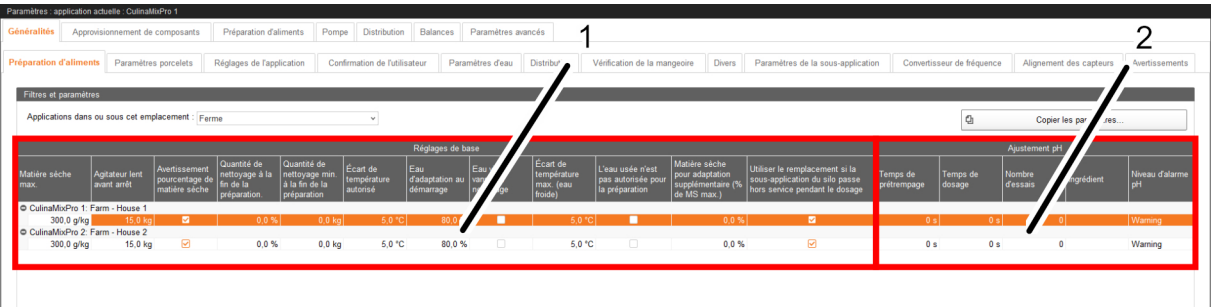 Paramètres : application actuelle : CulinaMixPro 1
Généralités Approvisionnement de composants Préparation d'aliments Pompe Distribution Balances Paramètres avancés
1 2
Préparation d'aliments Paramètres porcelets Réglages de l'application Confirmation de l'utilisateur Paramètres d'eau Vérification de la mangeoire Divers Paramètres de la sous-application Convertisseur de fréquence Alignement des capteurs Avertissements
Filtres et paramètres
Applications dans ou sous cet emplacement : Ferme Copier les
Réglages de base Ajustement pH
Matière sèche max. Agitateur lent avant arrêt Avertissement pourcentage de matière sèche Quantité de nettoyage à la fin de la préparation. Quantité de nettoyage min. à la fin de la préparation Écart de température autorisé Eau d'adaptation au démarrage Eau Écart de température max. (eau froide) L'eau usée n'est pas autorisée pour la préparation Matière sèche pour adaptation supplémentaire (% de MS max.) Utiliser le remplacement si la sous-application du silo passe hors service pendant le dosage Temps de prétrempage Temps de dosage Nombre d'essais Niveau d'alarme pH
CulinaMixPro 1: Farm - House 1
300,0 g/kg 15,0 kg 0,0 % 0,0 kg 5,0 °C 80,0 5,0 °C 0,0 % 0 s 0 s 0 Warning
CulinaMixPro 2: Farm - House 2
300,0 g/kg 15,0 kg 0,0 % 0,0 kg 5,0 °C 80,0 % 5,0 °C 0,0 % 0 s 0 s 0 Warning